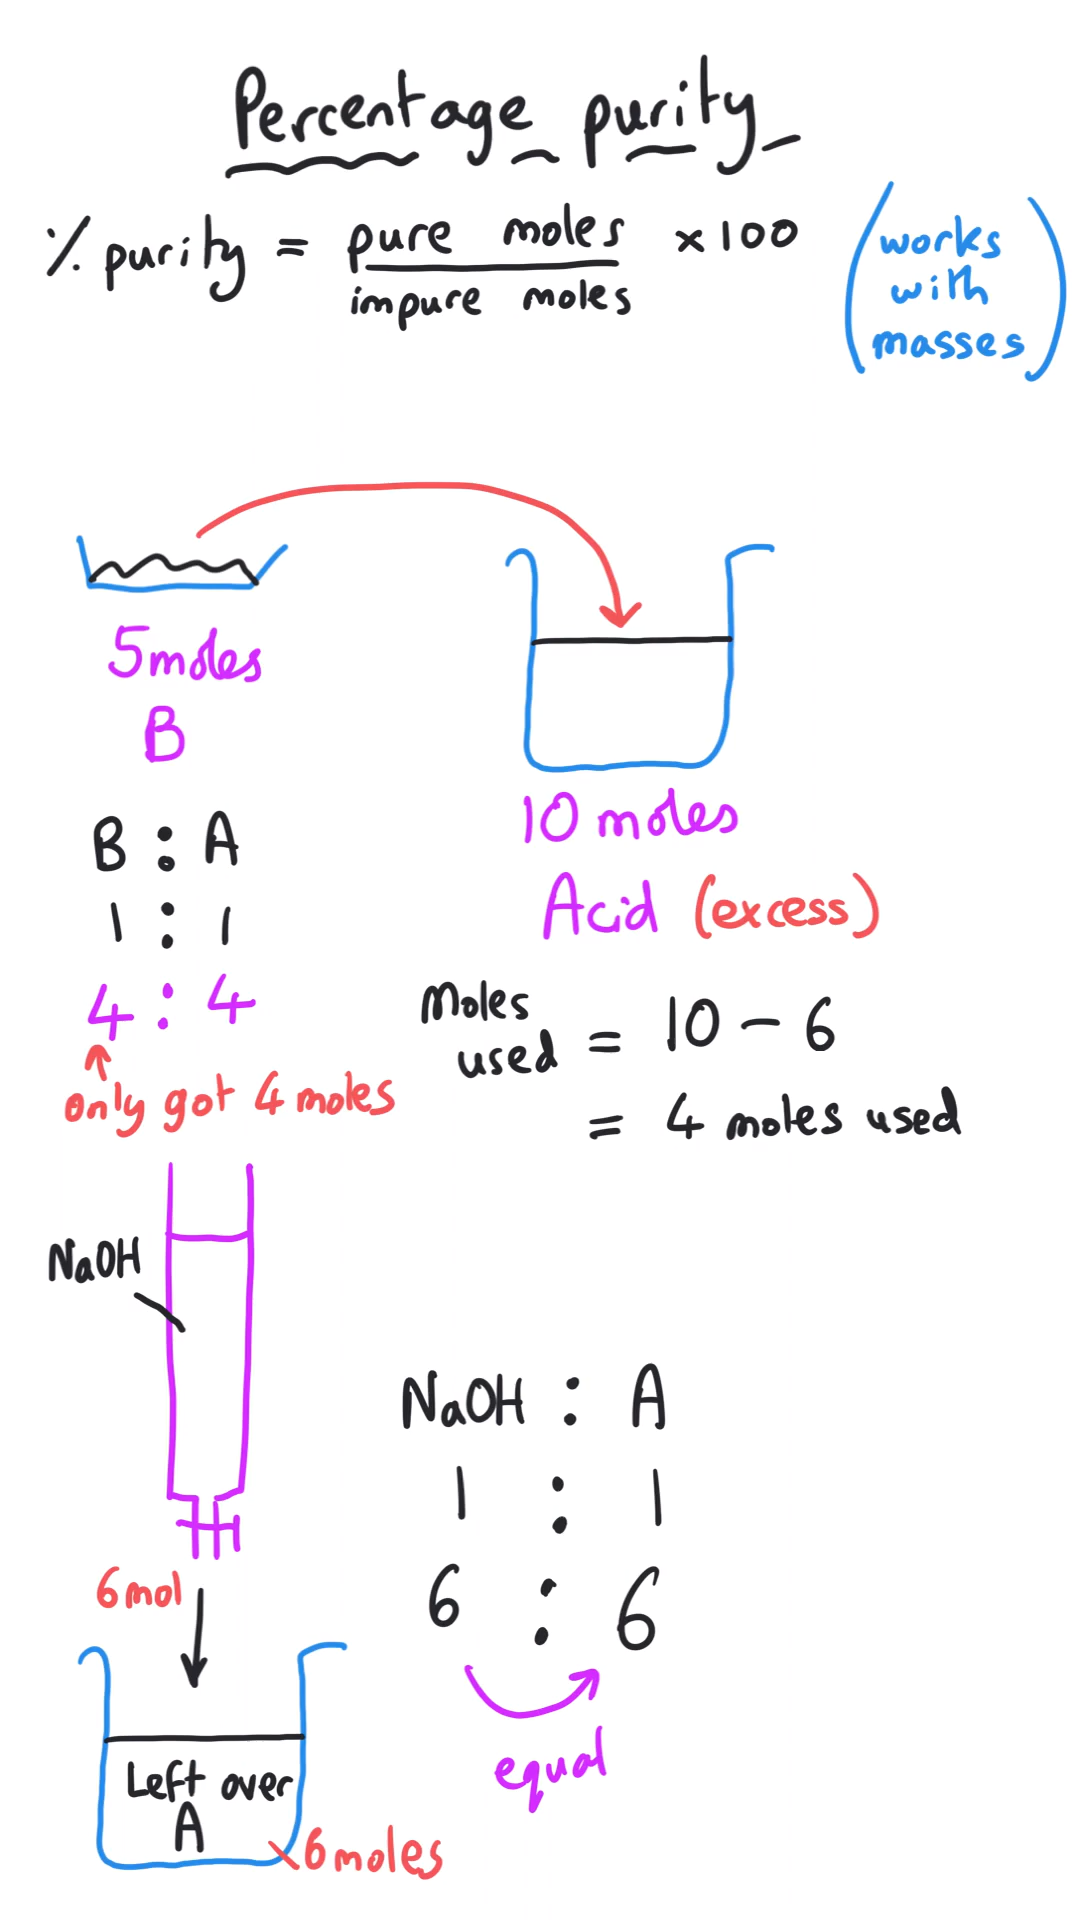 Percentage purity
% purity = pure moles / impure moles × 100
(works with masses)
5 moles
B
10 moles
Acid (excess)
B : A
1 : 1
4 : 4
only got 4 moles
Moles used = 10 - 6
= 4 moles used
NaOH
NaOH : A
1 : 1
6 : 6
equal
6 mol
Left over
A
6 moles